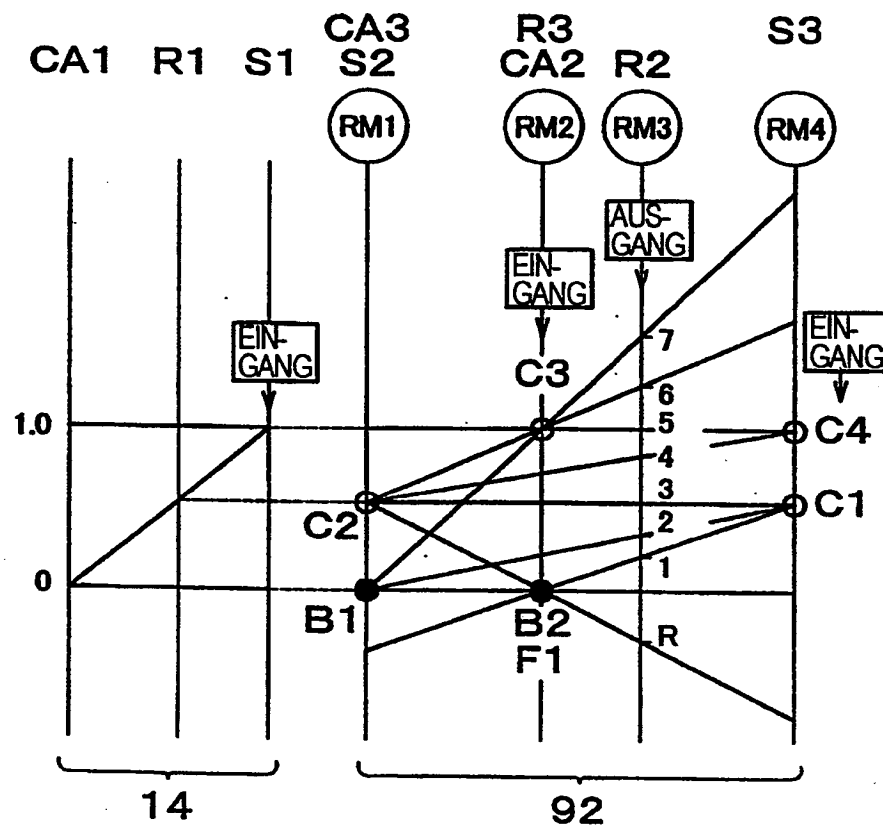 CA3 R3 S3
CA1 R1 S1 S2 CA2 R2
RM1 RM2 RM3 RM4
AUS-
GANG
EIN-
GANG
EIN-
GANG
EIN-
GANG
7
C3
6
1.0 5 C4
4
3 C1
C2 2
0 1
B1 B2 R
F1
14 92